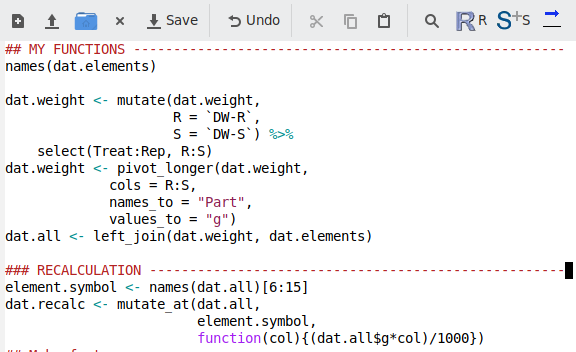 Save Undo R S
## MY FUNCTIONS ------------------------------------------------------
names(dat.elements)
dat.weight <- mutate(dat.weight,
R = `DW-R`,
S = `DW-S`) %>%
select(Treat:Rep, R:S)
dat.weight <- pivot_longer(dat.weight,
cols = R:S,
names_to = "Part",
values_to = "g")
dat.all <- left_join(dat.weight, dat.elements)
### RECALCULATION ----------------------------------------------------
element.symbol <- names(dat.all)[6:15]
dat.recalc <- mutate_at(dat.all,
element.symbol,
function(col){(dat.all$g*col)/1000})